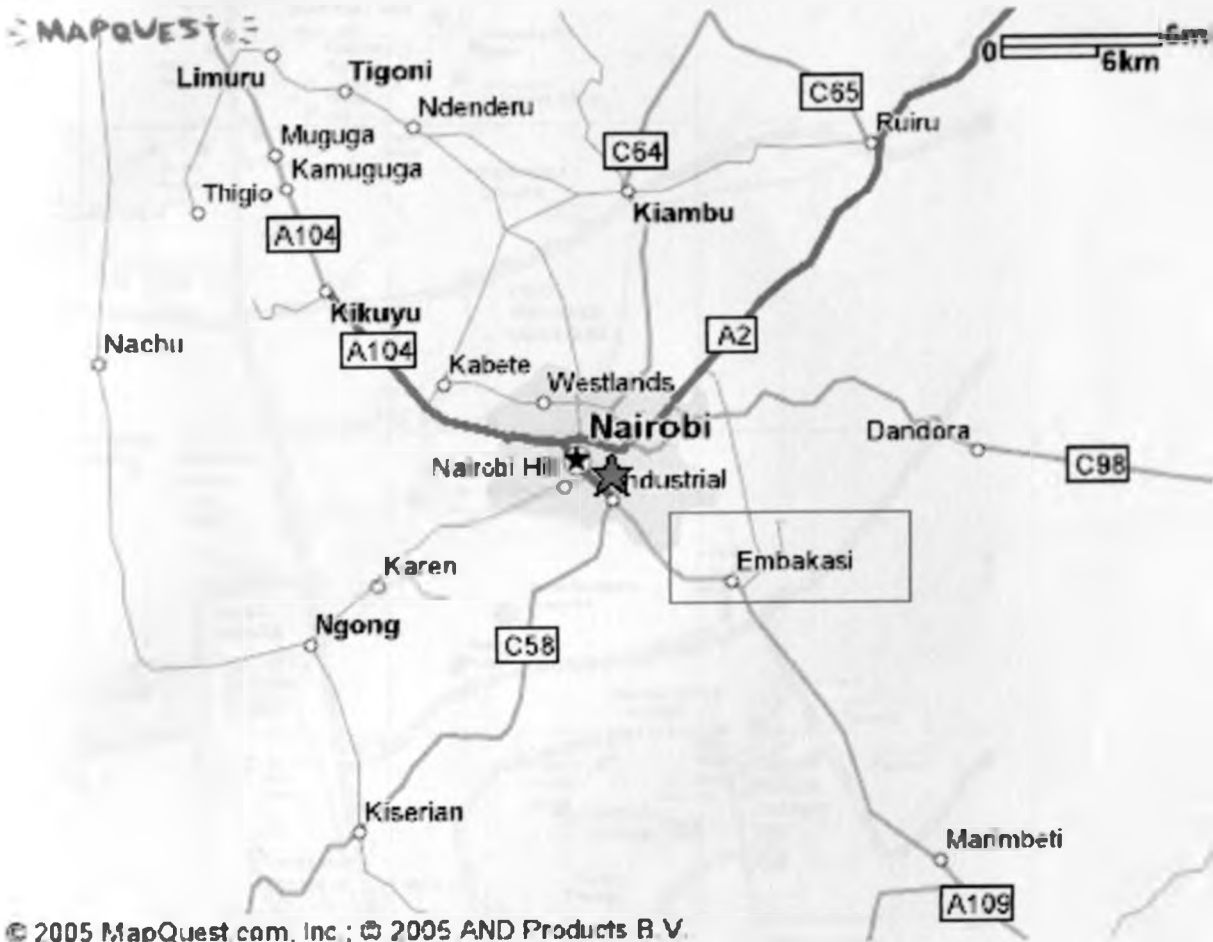 MAPQUEST
0
6km
Limuru
Tigoni
Ndenderu
C65
Ruiru
Muguga
C64
Kamuguga
Thigio
Kiambu
A104
Kikuyu
A2
Nachu
A104
Kabete
Westlands
Nairobi
Dandora
Nairobi Hill
C98
Industrial
Embakasi
Karen
Ngong
C58
Kiserian
A109
© 2005 MapQuest.com, Inc.; © 2005 AND Products B.V.